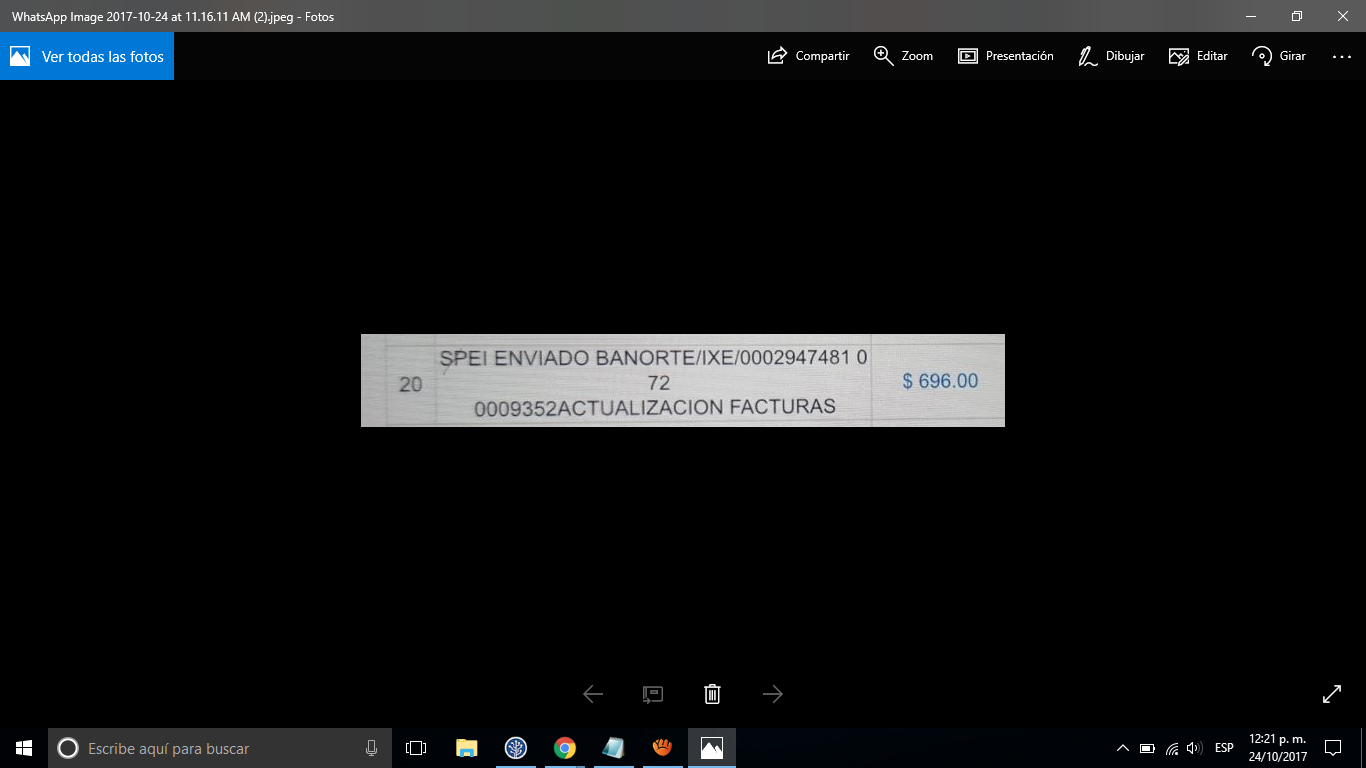 WhatsApp Image 2017-10-24 at 11.16.11 AM (2).jpeg - Fotos
Ver todas las fotos
Compartir
Zoom
Presentación
Dibujar
Editar
Girar
20
SPEI ENVIADO BANORTE/IXE/0002947481 0
72
0009352ACTUALIZACION FACTURAS
$ 696.00
Escribe aquí para buscar
ESP
12:21 p. m.
24/10/2017